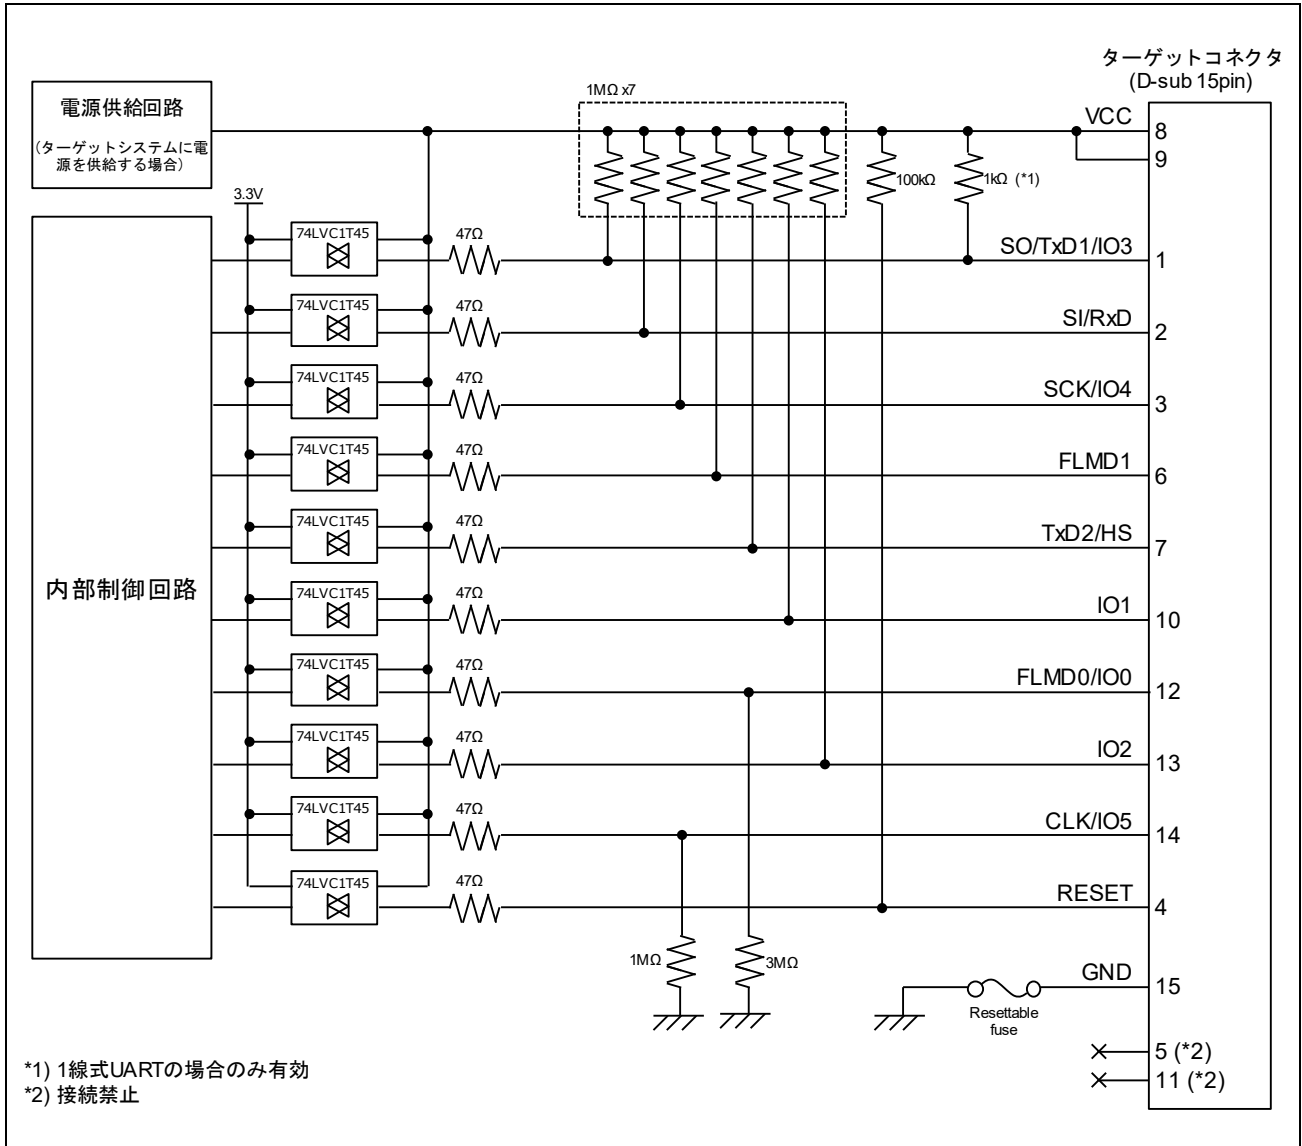 ターゲットコネクタ
(D-sub 15pin)
電源供給回路
(ターゲットシステムに電
源を供給する場合)
1MΩ x7
VCC
8
9
100kΩ
1kΩ (*1)
3.3V
内部制御回路
74LVC1T45
47Ω
SO/TxD1/IO3
1
74LVC1T45
47Ω
SI/RxD
2
74LVC1T45
47Ω
SCK/IO4
3
74LVC1T45
47Ω
FLMD1
6
74LVC1T45
47Ω
TxD2/HS
7
74LVC1T45
47Ω
IO1
10
74LVC1T45
47Ω
FLMD0/IO0
12
74LVC1T45
47Ω
IO2
13
74LVC1T45
47Ω
CLK/IO5
14
74LVC1T45
47Ω
RESET
4
1MΩ
3MΩ
GND
15
Resettable
fuse
5 (*2)
11 (*2)
*1) 1線式UARTの場合のみ有効
*2) 接続禁止